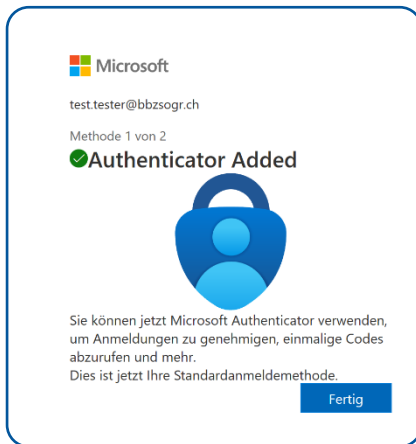 Microsoft
test.tester@bbzsogr.ch
Methode 1 von 2
Authenticator Added
Sie können jetzt Microsoft Authenticator verwenden,
um Anmeldungen zu genehmigen, einmalige Codes
abzurufen und mehr.
Dies ist jetzt Ihre Standardanmeldemethode.
Fertig